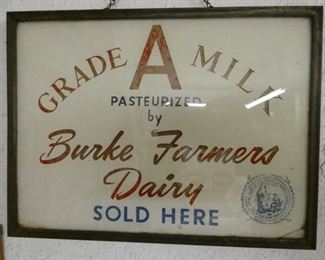 GRADE A MILK
PASTEURIZED
by
Burke Farmers
Dairy
SOLD HERE